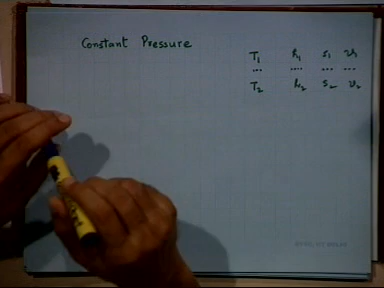 Constant Pressure
T₁ h₁ s₁ v₁
.... .... .... ....
T₂ h₂ s₂ v₂